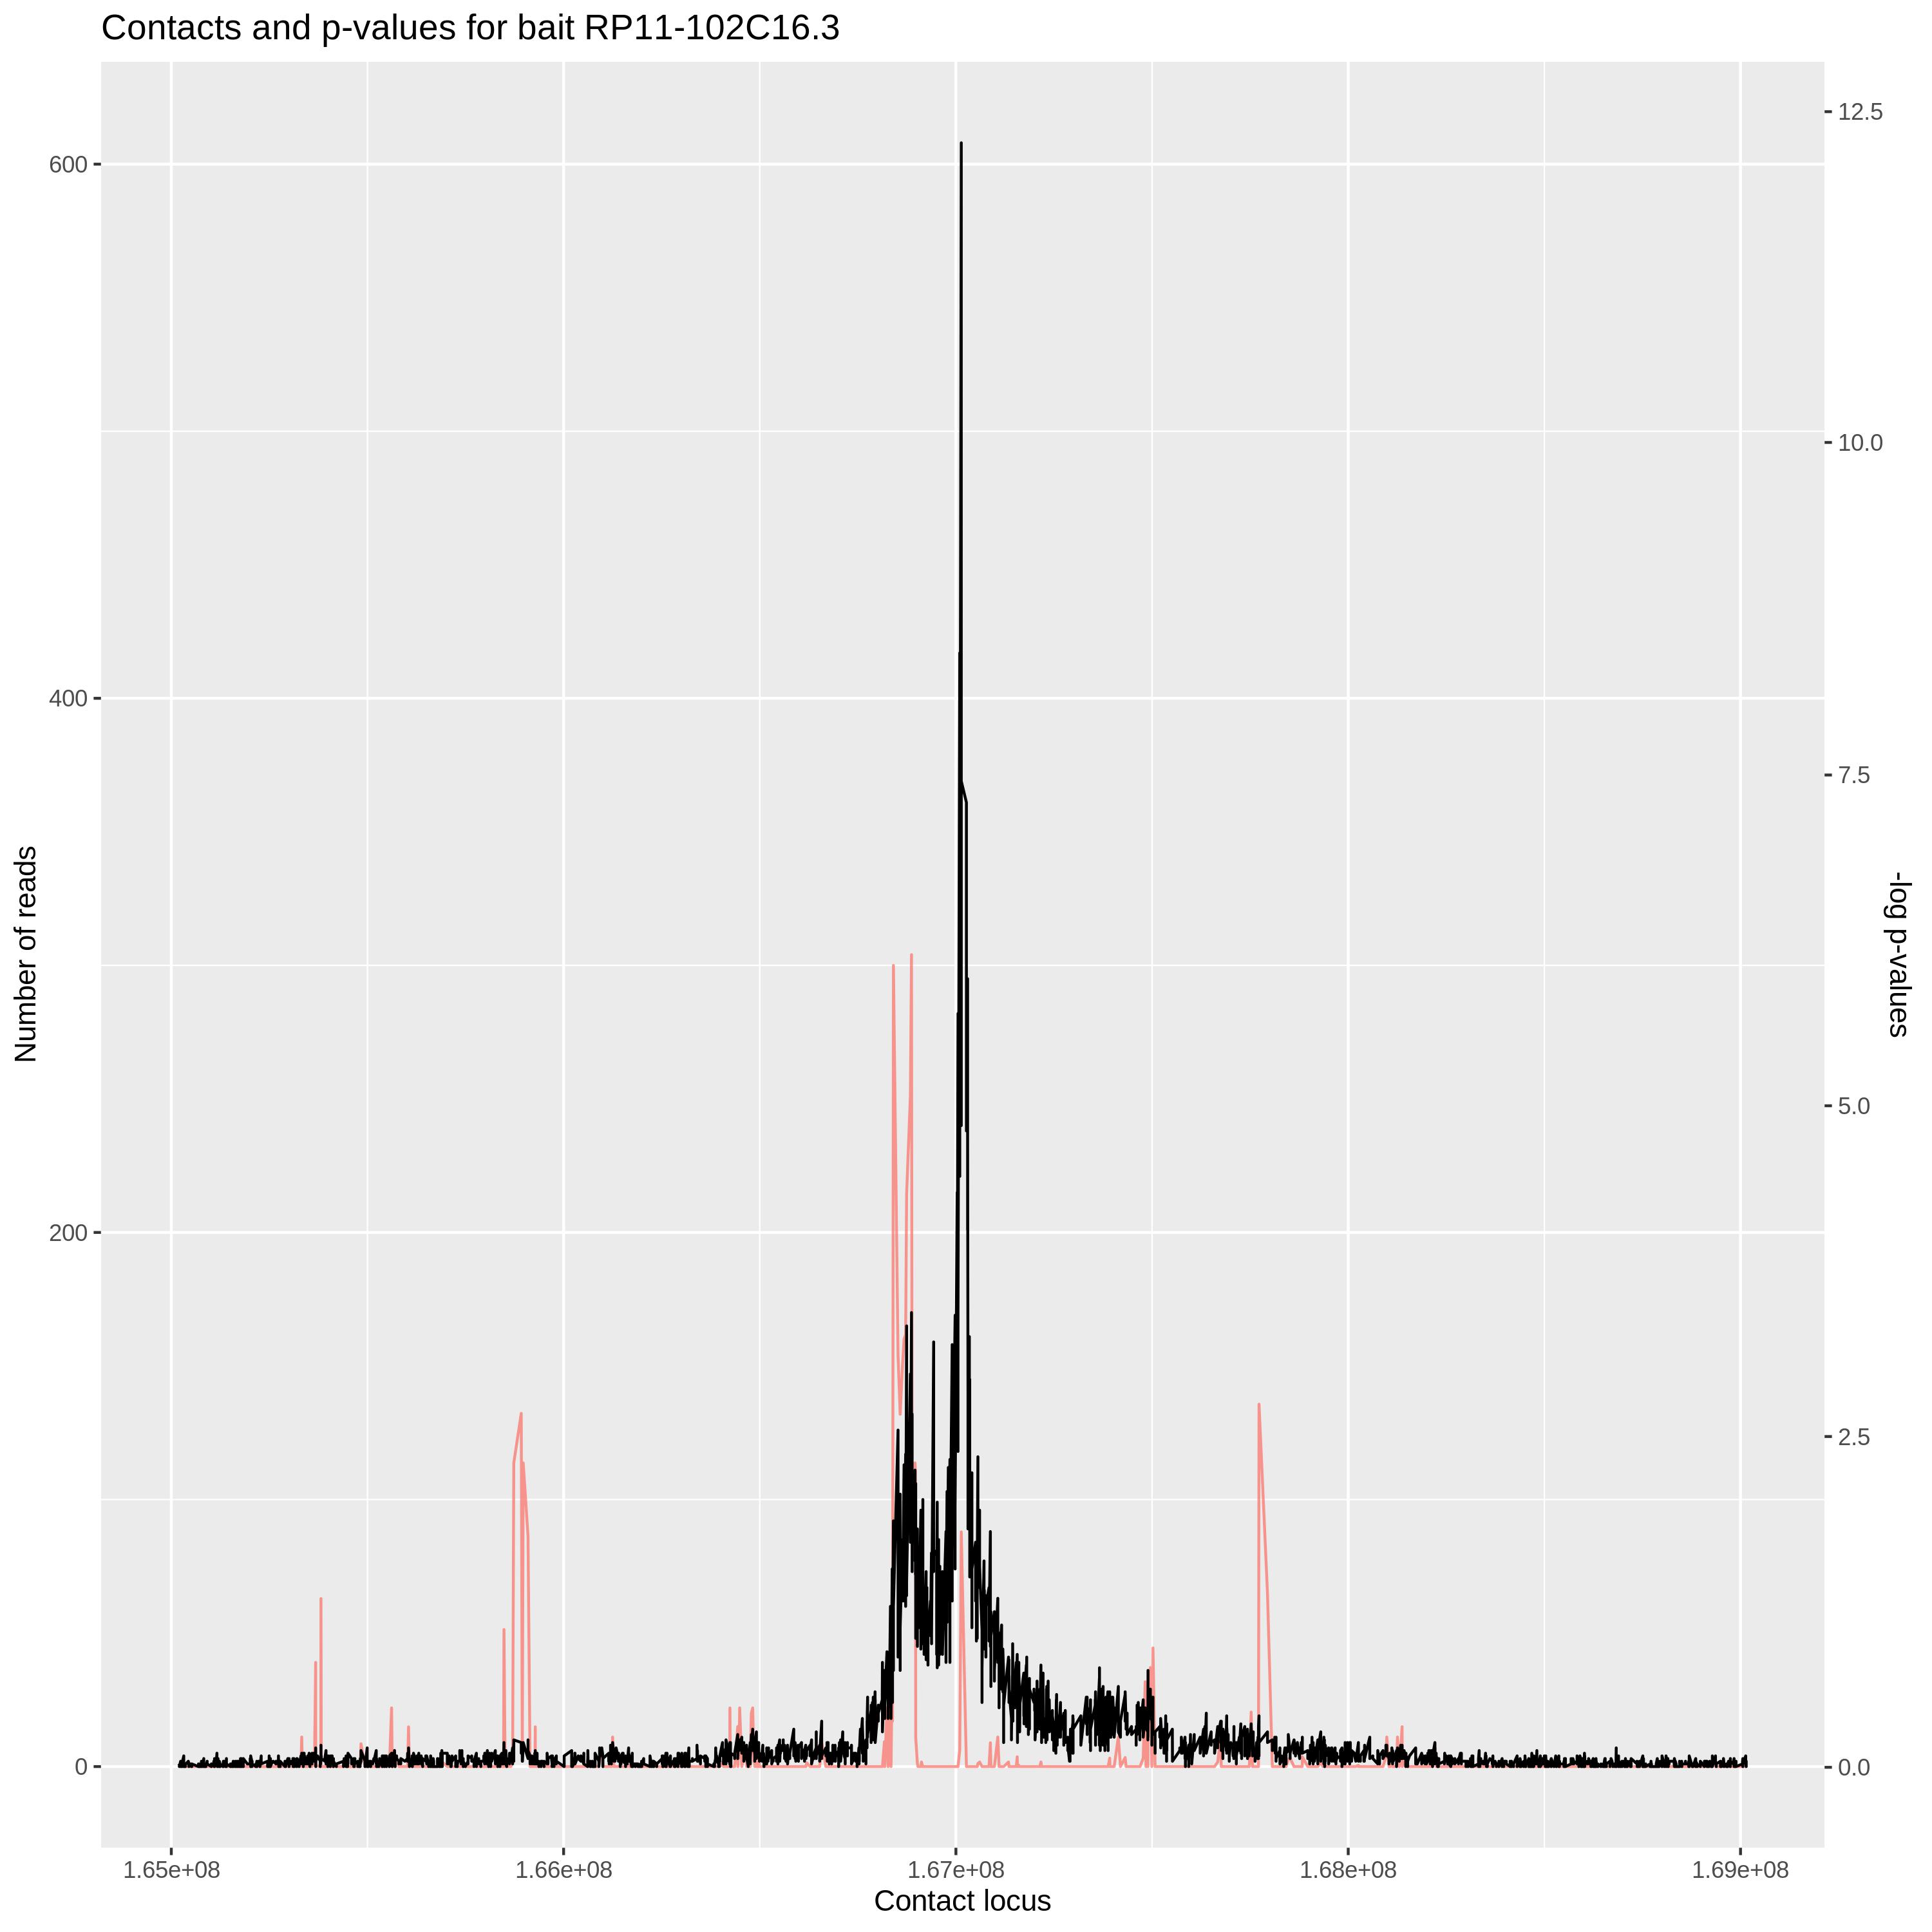 Contacts and p-values for bait RP11-102C16.3
Number of reads
600
400
200
0
12.5
10.0
7.5
5.0
2.5
0.0
-log p-values
1.65e+08
1.66e+08
1.67e+08
1.68e+08
1.69e+08
Contact locus